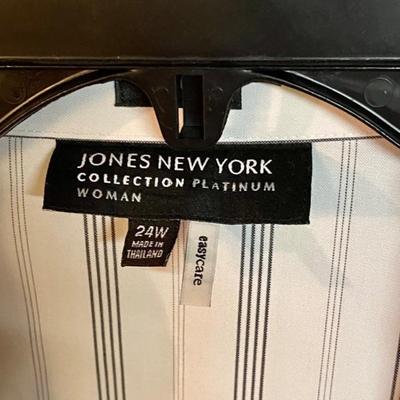 JONES NEW YORK
COLLECTION PLATINUM
WOMAN
24W
MADE IN
THAILAND
easycare